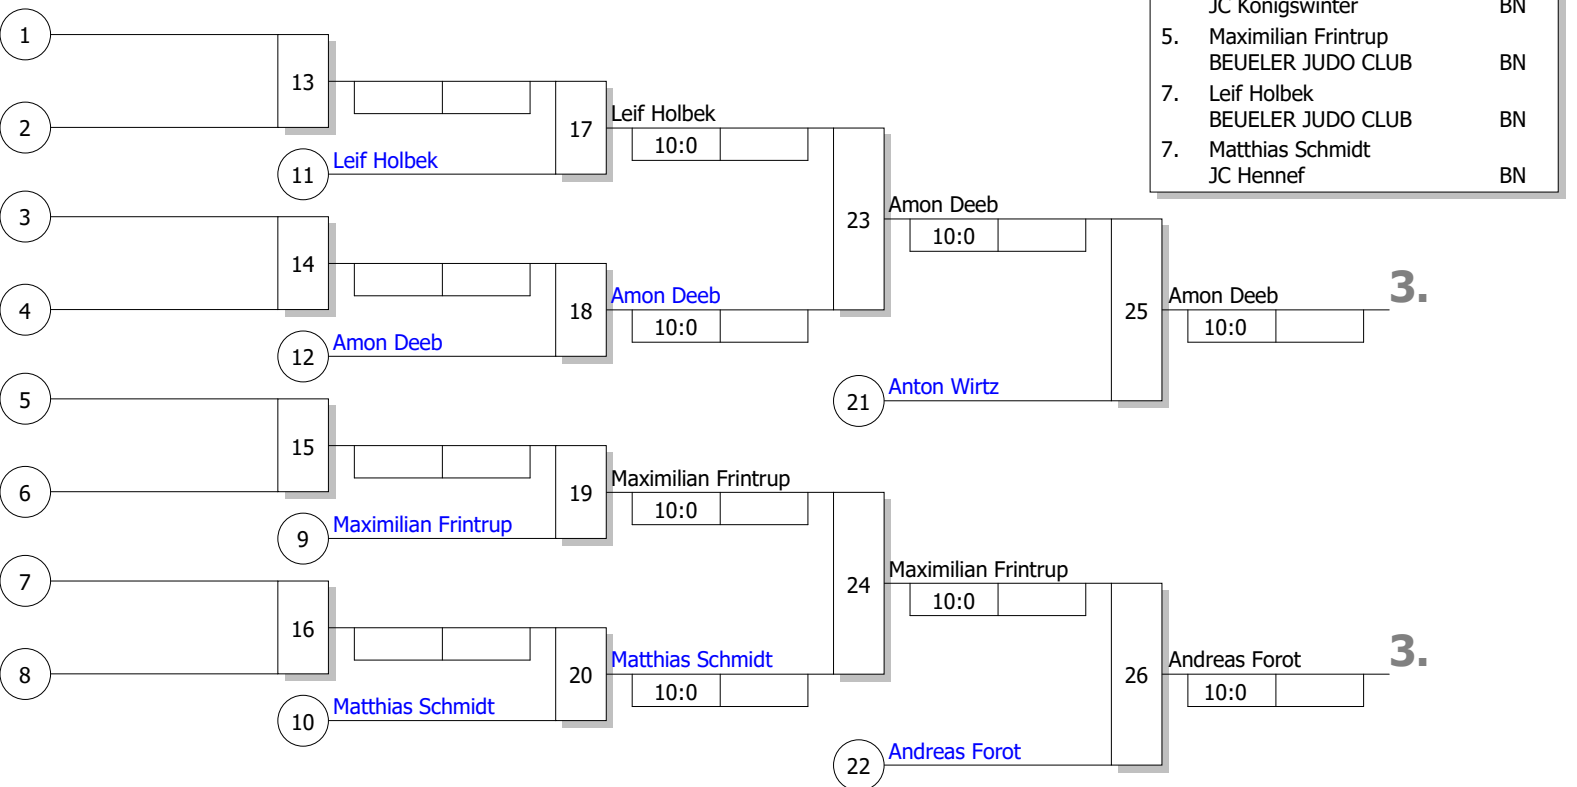 JC Königswinter BN
5. Maximilian Frintrup
BEUELER JUDO CLUB BN
7. Leif Holbek
BEUELER JUDO CLUB BN
7. Matthias Schmidt
JC Hennef BN
1
13
2
17
Leif Holbek
10:0
11
Leif Holbek
3
23
Amon Deeb
10:0
14
4
18
Amon Deeb
10:0
12
Amon Deeb
25
Amon Deeb
3.
10:0
5
21
Anton Wirtz
15
6
19
Maximilian Frintrup
10:0
9
Maximilian Frintrup
7
24
Maximilian Frintrup
10:0
16
8
20
Matthias Schmidt
10:0
10
Matthias Schmidt
26
Andreas Forot
3.
10:0
22
Andreas Forot